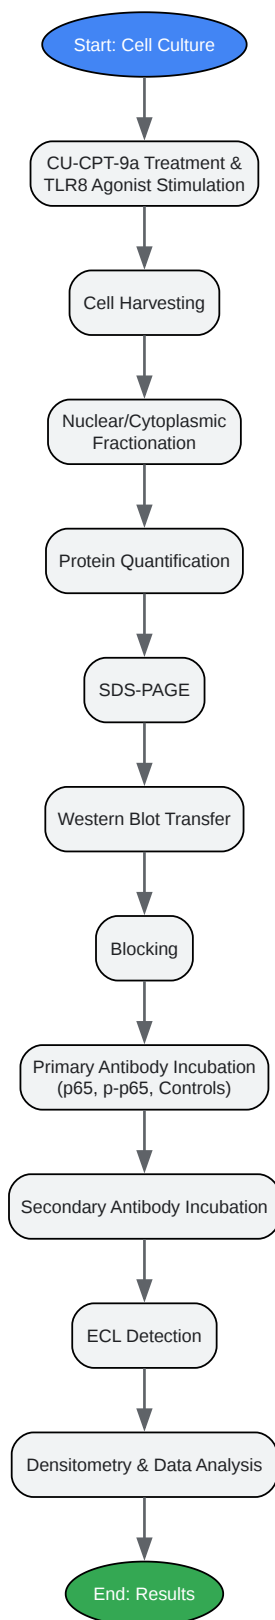 Start: Cell Culture
CU-CPT-9a Treatment &
TLR8 Agonist Stimulation
Cell Harvesting
Nuclear/Cytoplasmic
Fractionation
Protein Quantification
SDS-PAGE
Western Blot Transfer
Blocking
Primary Antibody Incubation
(p65, p-p65, Controls)
Secondary Antibody Incubation
ECL Detection
Densitometry & Data Analysis
End: Results